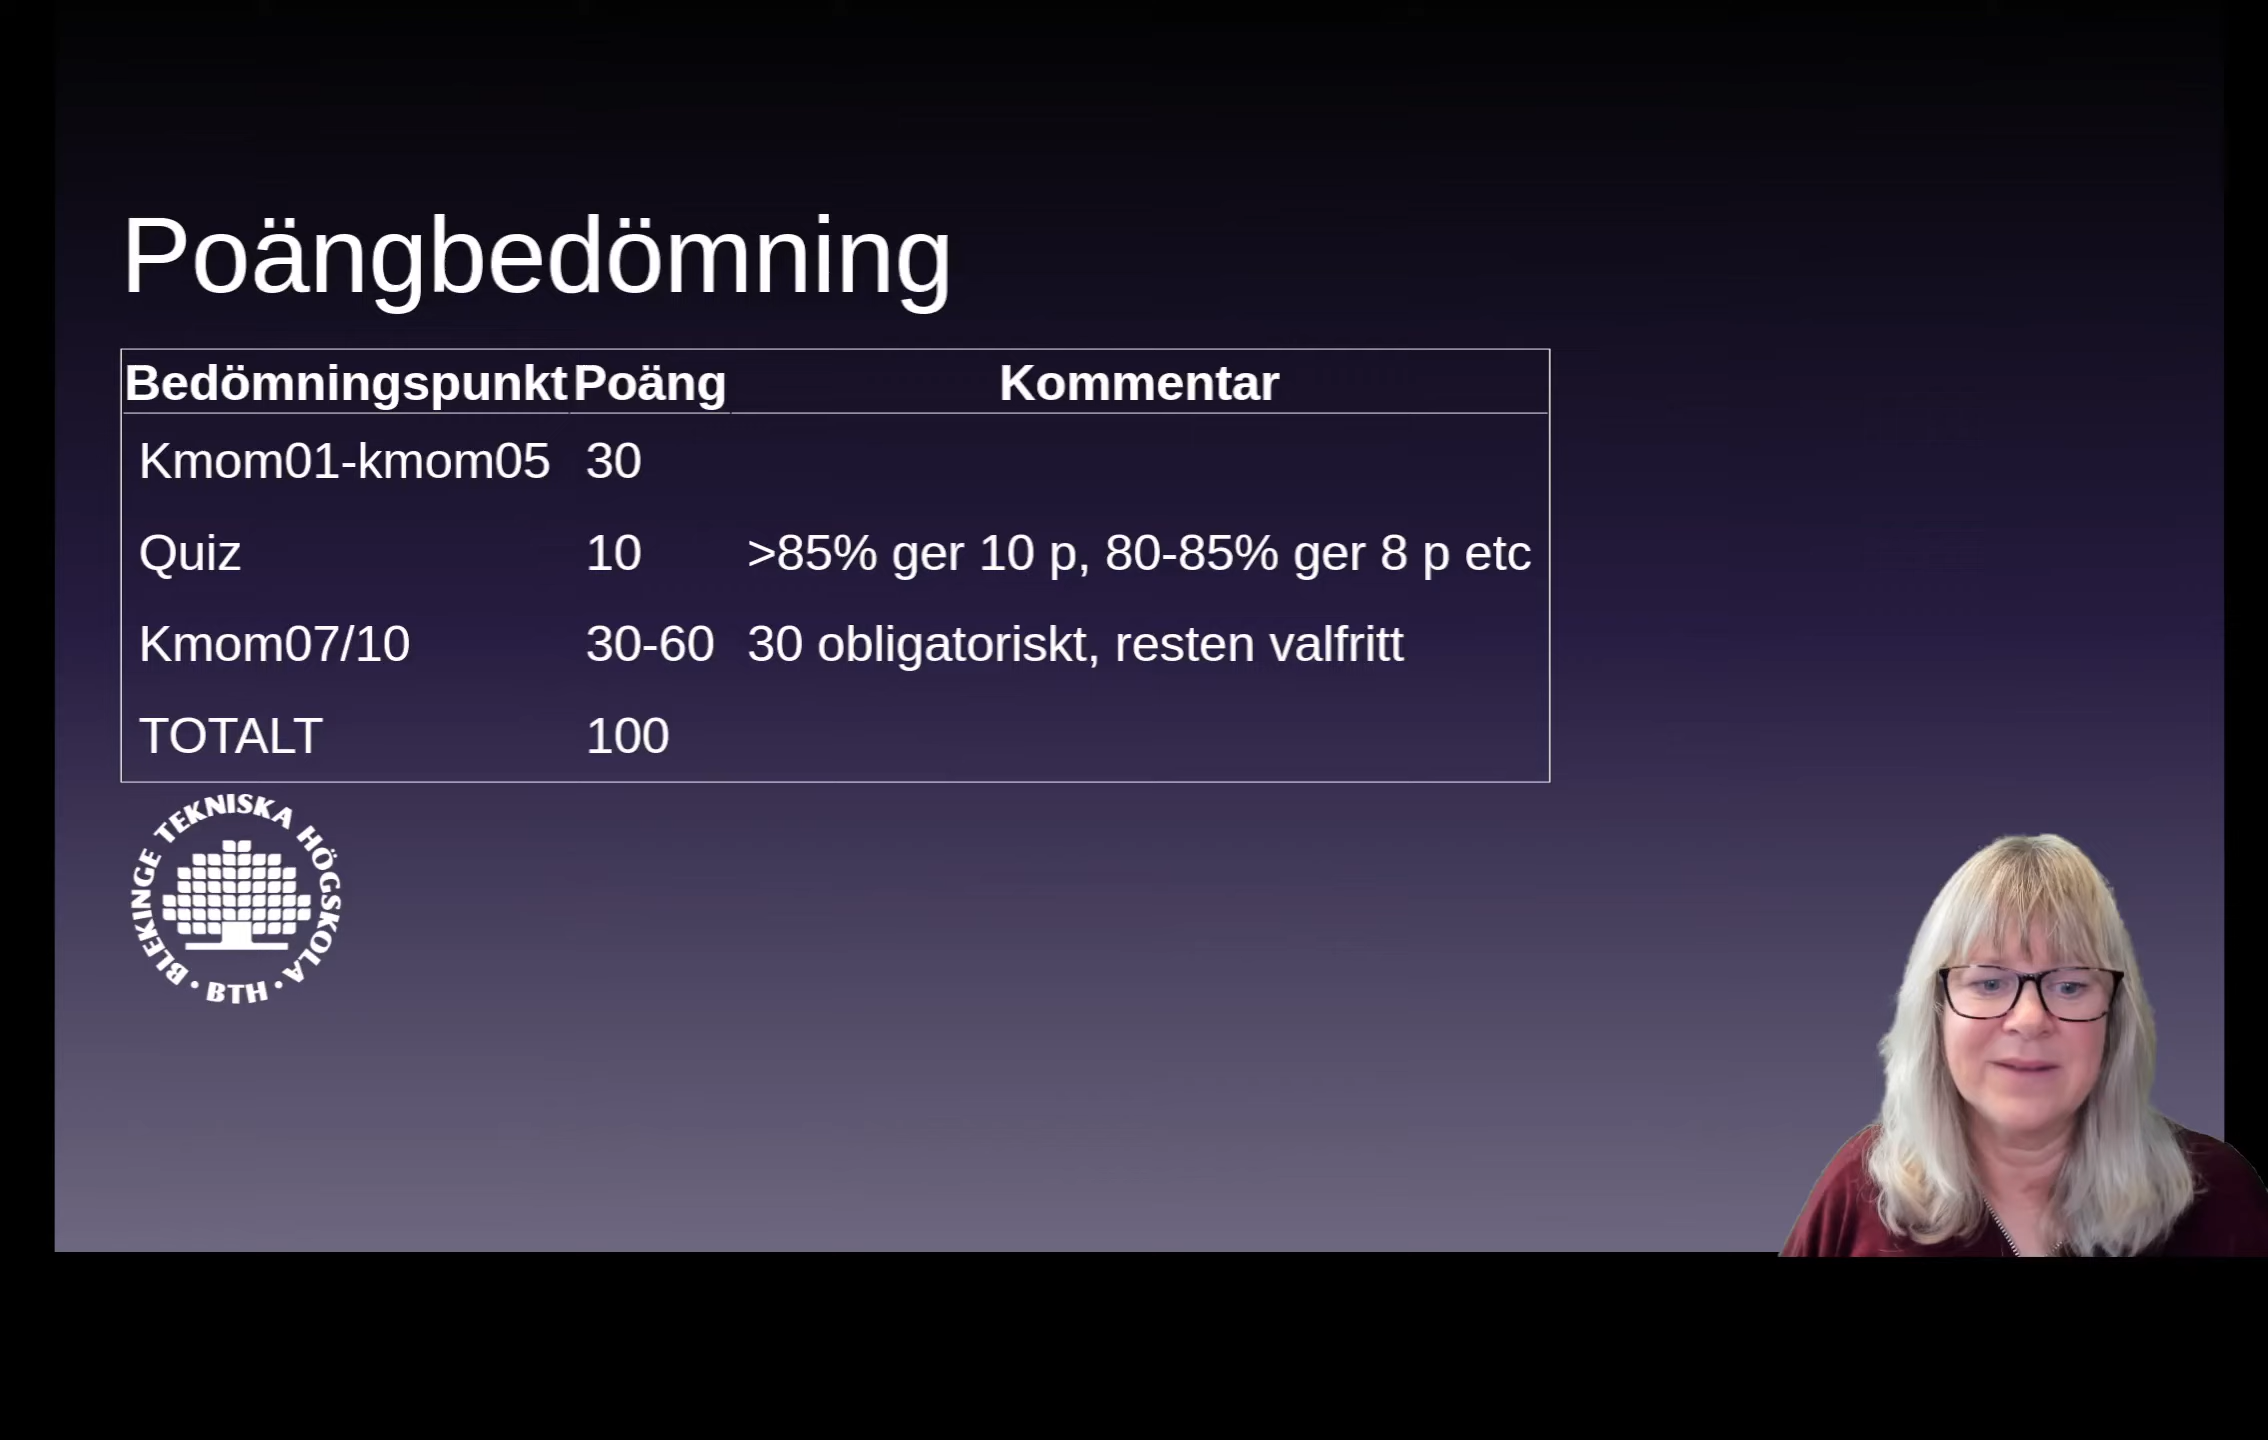 Poängbedömning
Bedömningspunkt Poäng Kommentar
Kmom01-kmom05 30
Quiz 10 >85% ger 10 p, 80-85% ger 8 p etc
Kmom07/10 30-60 30 obligatoriskt, resten valfritt
TOTALT 100
BLEKINGE TEKNISKA HÖGSKOLA
· BTH ·